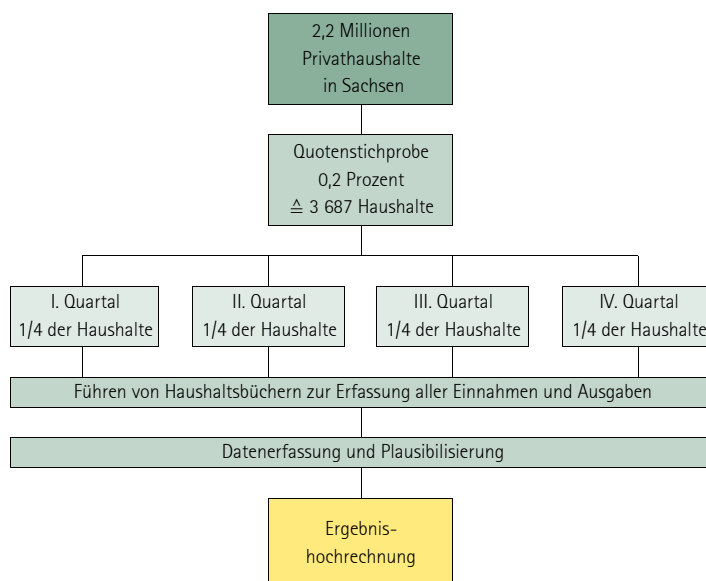 2,2 Millionen
Privathaushalte
in Sachsen
Quotenstichprobe
0,2 Prozent
≙ 3 687 Haushalte
I. Quartal
1/4 der Haushalte
II. Quartal
1/4 der Haushalte
III. Quartal
1/4 der Haushalte
IV. Quartal
1/4 der Haushalte
Führen von Haushaltsbüchern zur Erfassung aller Einnahmen und Ausgaben
Datenerfassung und Plausibilisierung
Ergebnis-
hochrechnung